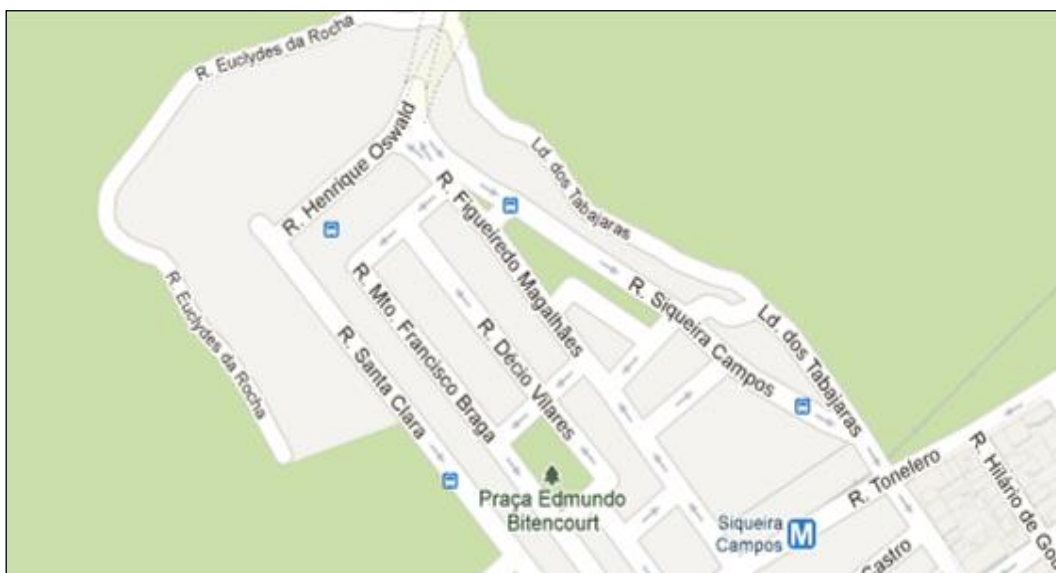 R. Euclydes da Rocha
R. Henrique Oswald
Ld. dos Tabajaras
R. Figueiredo Magalhães
R. Euclydes da Rocha
R. Mto. Francisco Braga
R. Siqueira Campos
Ld. dos Tabajaras
R. Santa Clara
R. Décio Vilares
R. Tonelero
R. Hilário de Go
Praça Edmundo
Bitencourt
Siqueira
Campos
M
Castro